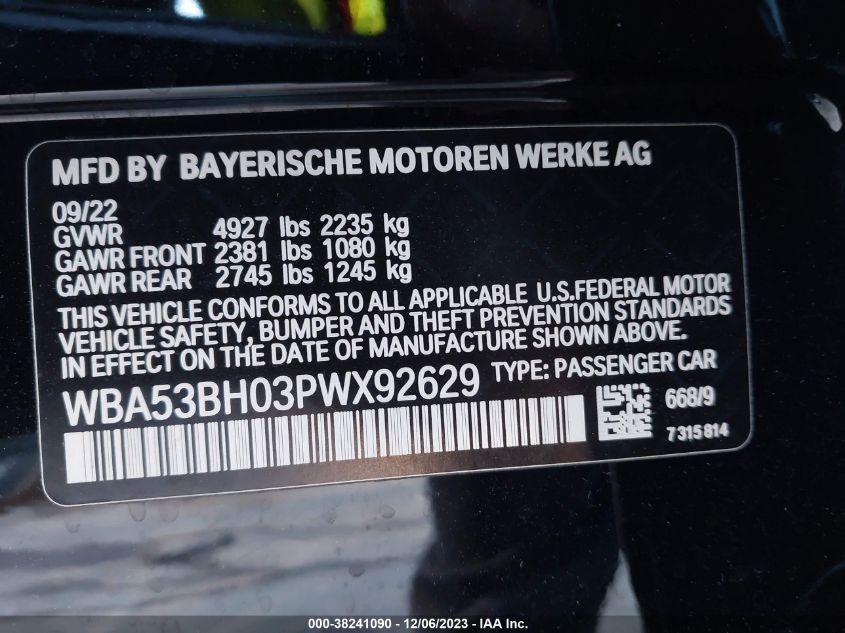 MFD BY BAYERISCHE MOTOREN WERKE AG
09/22
GVWR 4927 lbs 2235 kg
GAWR FRONT 2381 lbs 1080 kg
GAWR REAR 2745 lbs 1245 kg
THIS VEHICLE CONFORMS TO ALL APPLICABLE U.S.FEDERAL MOTOR
VEHICLE SAFETY, BUMPER AND THEFT PREVENTION STANDARDS
IN EFFECT ON THE DATE OF MANUFACTURE SHOWN ABOVE.
WBA53BH03PWX92629 TYPE: PASSENGER CAR
668/9
7315814
000-38241090 - 12/06/2023 - IAA Inc.